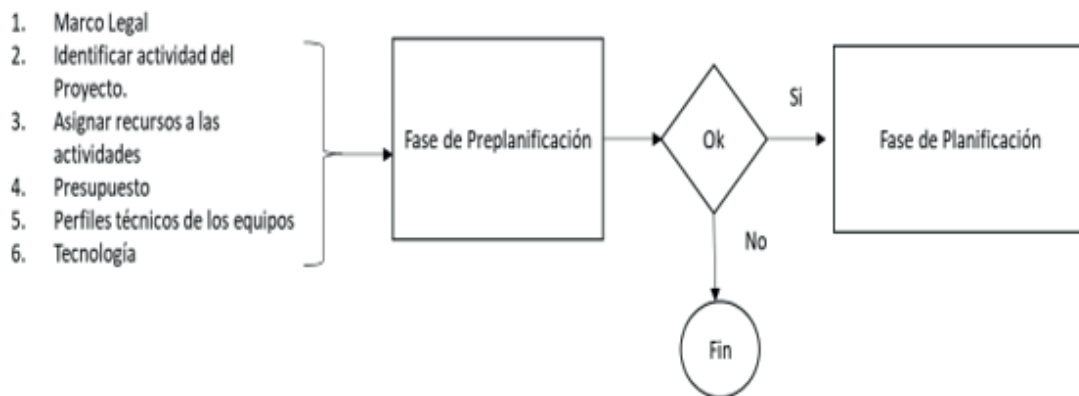 1. Marco Legal
2. Identificar actividad del
Proyecto.
3. Asignar recursos a las
actividades
4. Presupuesto
5. Perfiles técnicos de los equipos
6. Tecnología
Fase de Preplanificación
Ok
Si
No
Fin
Fase de Planificación